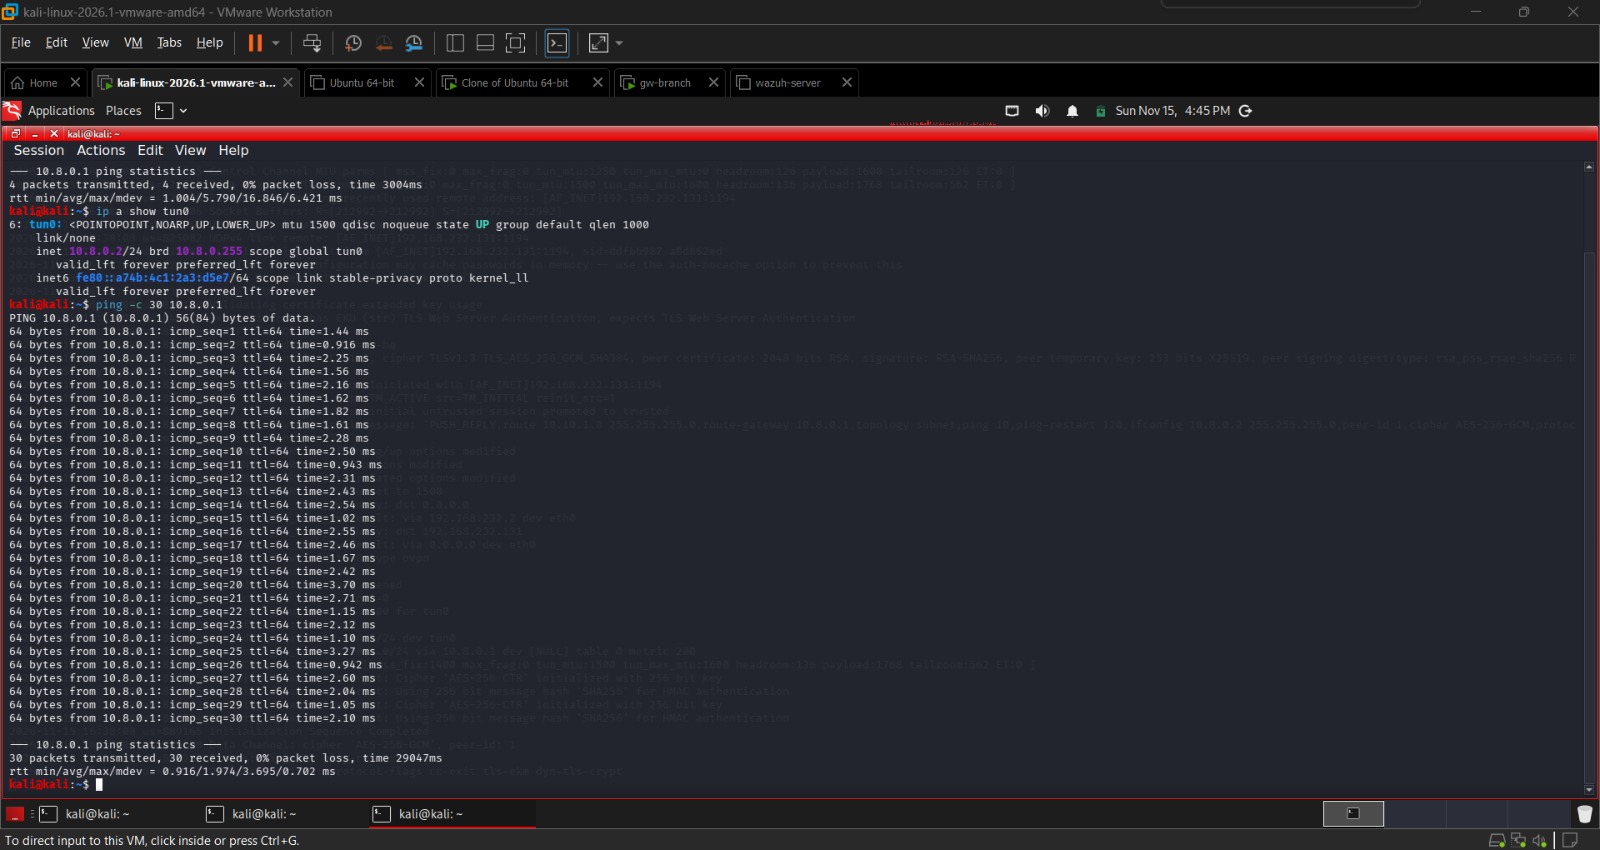 kali-linux-2026.1-vmware-amd64 - VMware Workstation
File Edit View VM Tabs Help
Home kali-linux-2026.1-vmware-a... Ubuntu 64-bit Clone of Ubuntu 64-bit gw-branch wazuh-server
Applications Places Sun Nov 15, 4:45 PM
kali@kali: ~
Session Actions Edit View Help
— 10.8.0.1 ping statistics —
4 packets transmitted, 4 received, 0% packet loss, time 3004ms
rtt min/avg/max/mdev = 1.004/5.790/16.846/6.421 ms
kali@kali:~$ ip a show tun0
6: tun0: <POINTOPOINT,NOARP,UP,LOWER_UP> mtu 1500 qdisc noqueue state UP group default qlen 1000
link/none
inet 10.8.0.2/24 brd 10.8.0.255 scope global tun0
valid_lft forever preferred_lft forever
inet6 fe80::a74b:4c1:2a3:d5e7/64 scope link stable-privacy proto kernel_ll
valid_lft forever preferred_lft forever
kali@kali:~$ ping -c 30 10.8.0.1
PING 10.8.0.1 (10.8.0.1) 56(84) bytes of data.
64 bytes from 10.8.0.1: icmp_seq=1 ttl=64 time=1.44 ms
64 bytes from 10.8.0.1: icmp_seq=2 ttl=64 time=0.916 ms
64 bytes from 10.8.0.1: icmp_seq=3 ttl=64 time=2.25 ms
64 bytes from 10.8.0.1: icmp_seq=4 ttl=64 time=1.56 ms
64 bytes from 10.8.0.1: icmp_seq=5 ttl=64 time=2.16 ms
64 bytes from 10.8.0.1: icmp_seq=6 ttl=64 time=1.62 ms
64 bytes from 10.8.0.1: icmp_seq=7 ttl=64 time=1.82 ms
64 bytes from 10.8.0.1: icmp_seq=8 ttl=64 time=1.61 ms
64 bytes from 10.8.0.1: icmp_seq=9 ttl=64 time=2.28 ms
64 bytes from 10.8.0.1: icmp_seq=10 ttl=64 time=2.50 ms
64 bytes from 10.8.0.1: icmp_seq=11 ttl=64 time=0.943 ms
64 bytes from 10.8.0.1: icmp_seq=12 ttl=64 time=2.31 ms
64 bytes from 10.8.0.1: icmp_seq=13 ttl=64 time=2.43 ms
64 bytes from 10.8.0.1: icmp_seq=14 ttl=64 time=2.54 ms
64 bytes from 10.8.0.1: icmp_seq=15 ttl=64 time=1.02 ms
64 bytes from 10.8.0.1: icmp_seq=16 ttl=64 time=2.55 ms
64 bytes from 10.8.0.1: icmp_seq=17 ttl=64 time=2.46 ms
64 bytes from 10.8.0.1: icmp_seq=18 ttl=64 time=1.67 ms
64 bytes from 10.8.0.1: icmp_seq=19 ttl=64 time=2.42 ms
64 bytes from 10.8.0.1: icmp_seq=20 ttl=64 time=3.70 ms
64 bytes from 10.8.0.1: icmp_seq=21 ttl=64 time=2.71 ms
64 bytes from 10.8.0.1: icmp_seq=22 ttl=64 time=1.15 ms
64 bytes from 10.8.0.1: icmp_seq=23 ttl=64 time=2.12 ms
64 bytes from 10.8.0.1: icmp_seq=24 ttl=64 time=1.10 ms
64 bytes from 10.8.0.1: icmp_seq=25 ttl=64 time=3.27 ms
64 bytes from 10.8.0.1: icmp_seq=26 ttl=64 time=0.942 ms
64 bytes from 10.8.0.1: icmp_seq=27 ttl=64 time=2.60 ms
64 bytes from 10.8.0.1: icmp_seq=28 ttl=64 time=2.04 ms
64 bytes from 10.8.0.1: icmp_seq=29 ttl=64 time=1.05 ms
64 bytes from 10.8.0.1: icmp_seq=30 ttl=64 time=2.10 ms
— 10.8.0.1 ping statistics —
30 packets transmitted, 30 received, 0% packet loss, time 29047ms
rtt min/avg/max/mdev = 0.916/1.974/3.695/0.702 ms
kali@kali:~$
kali@kali: ~ kali@kali: ~ kali@kali: ~
To direct input to this VM, click inside or press Ctrl+G.